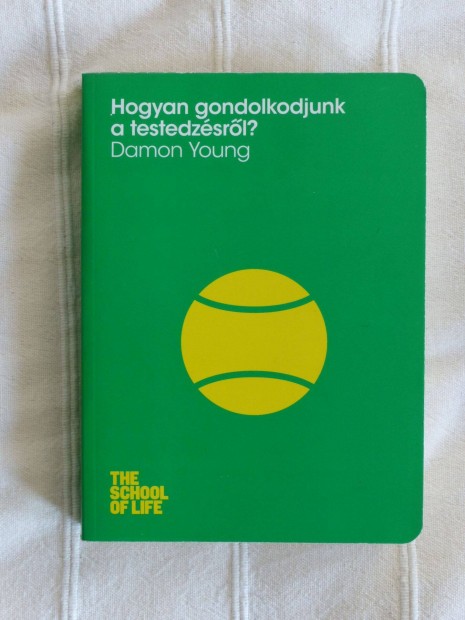 Hogyan gondolkodjunk
a testedzésről?
Damon Young
THE
SCHOOL
OF LIFE